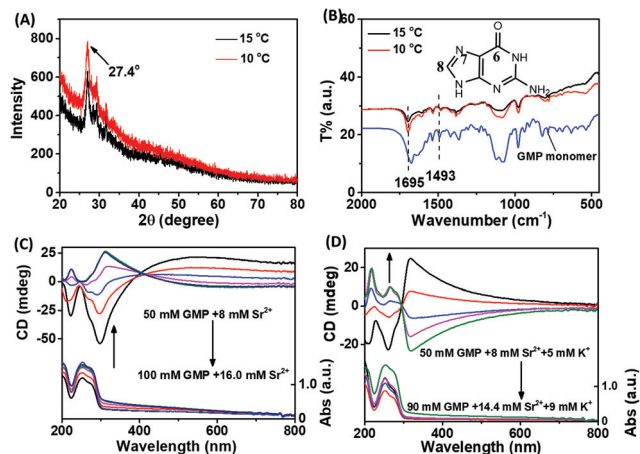 (A)
15 °C
10 °C
27.4°
Intensity
800
600
400
200
0
20 30 40 50 60 70 80
2θ (degree)
(B)
15 °C
10 °C
O
6
N
7
NH
8
N
H
N
NH2
T% (a.u.)
60
40
20
0
GMP monomer
1695
1493
2000 1500 1000 500
Wavenumber (cm-1)
(C)
CD (mdeg)
25
0
-25
-50
50 mM GMP +8 mM Sr2+
100 mM GMP +16.0 mM Sr2+
1.0
0
Abs (a.u.)
200 300 400 500 600 700 800
Wavelength (nm)
(D)
CD (mdeg)
20
0
-20
50 mM GMP +8 mM Sr2+ +5 mM K+
90 mM GMP +14.4 mM Sr2+ +9 mM K+
1.0
0
Abs (a.u.)
200 300 400 500 600 700 800
Wavelength (nm)